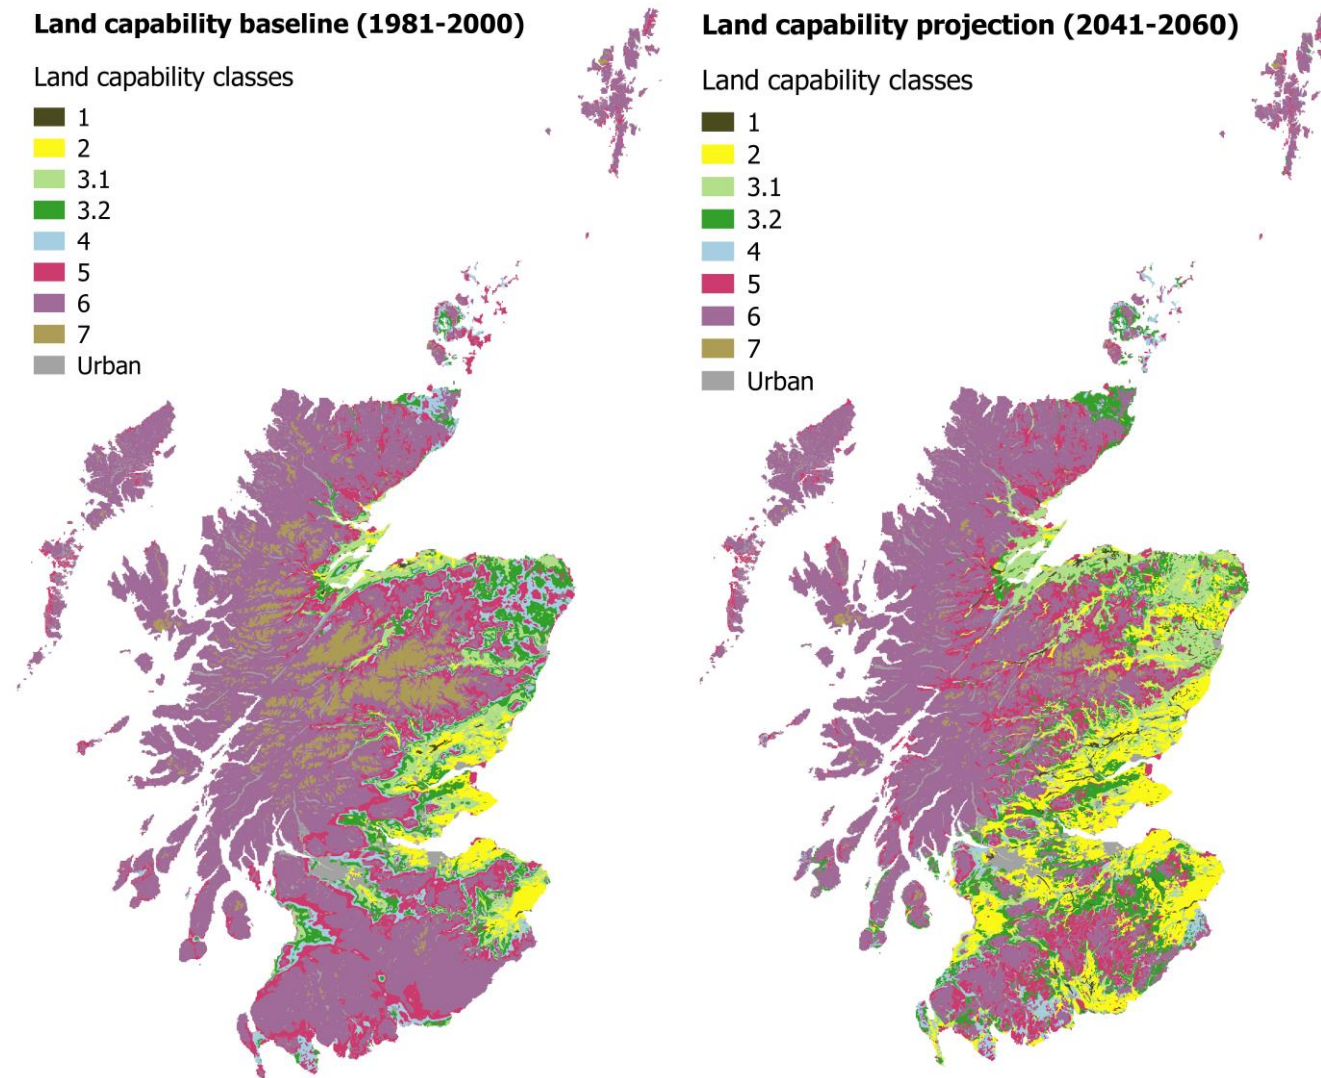 Land capability baseline (1981-2000)
Land capability classes
1
2
3.1
3.2
4
5
6
7
Urban
Land capability projection (2041-2060)
Land capability classes
1
2
3.1
3.2
4
5
6
7
Urban